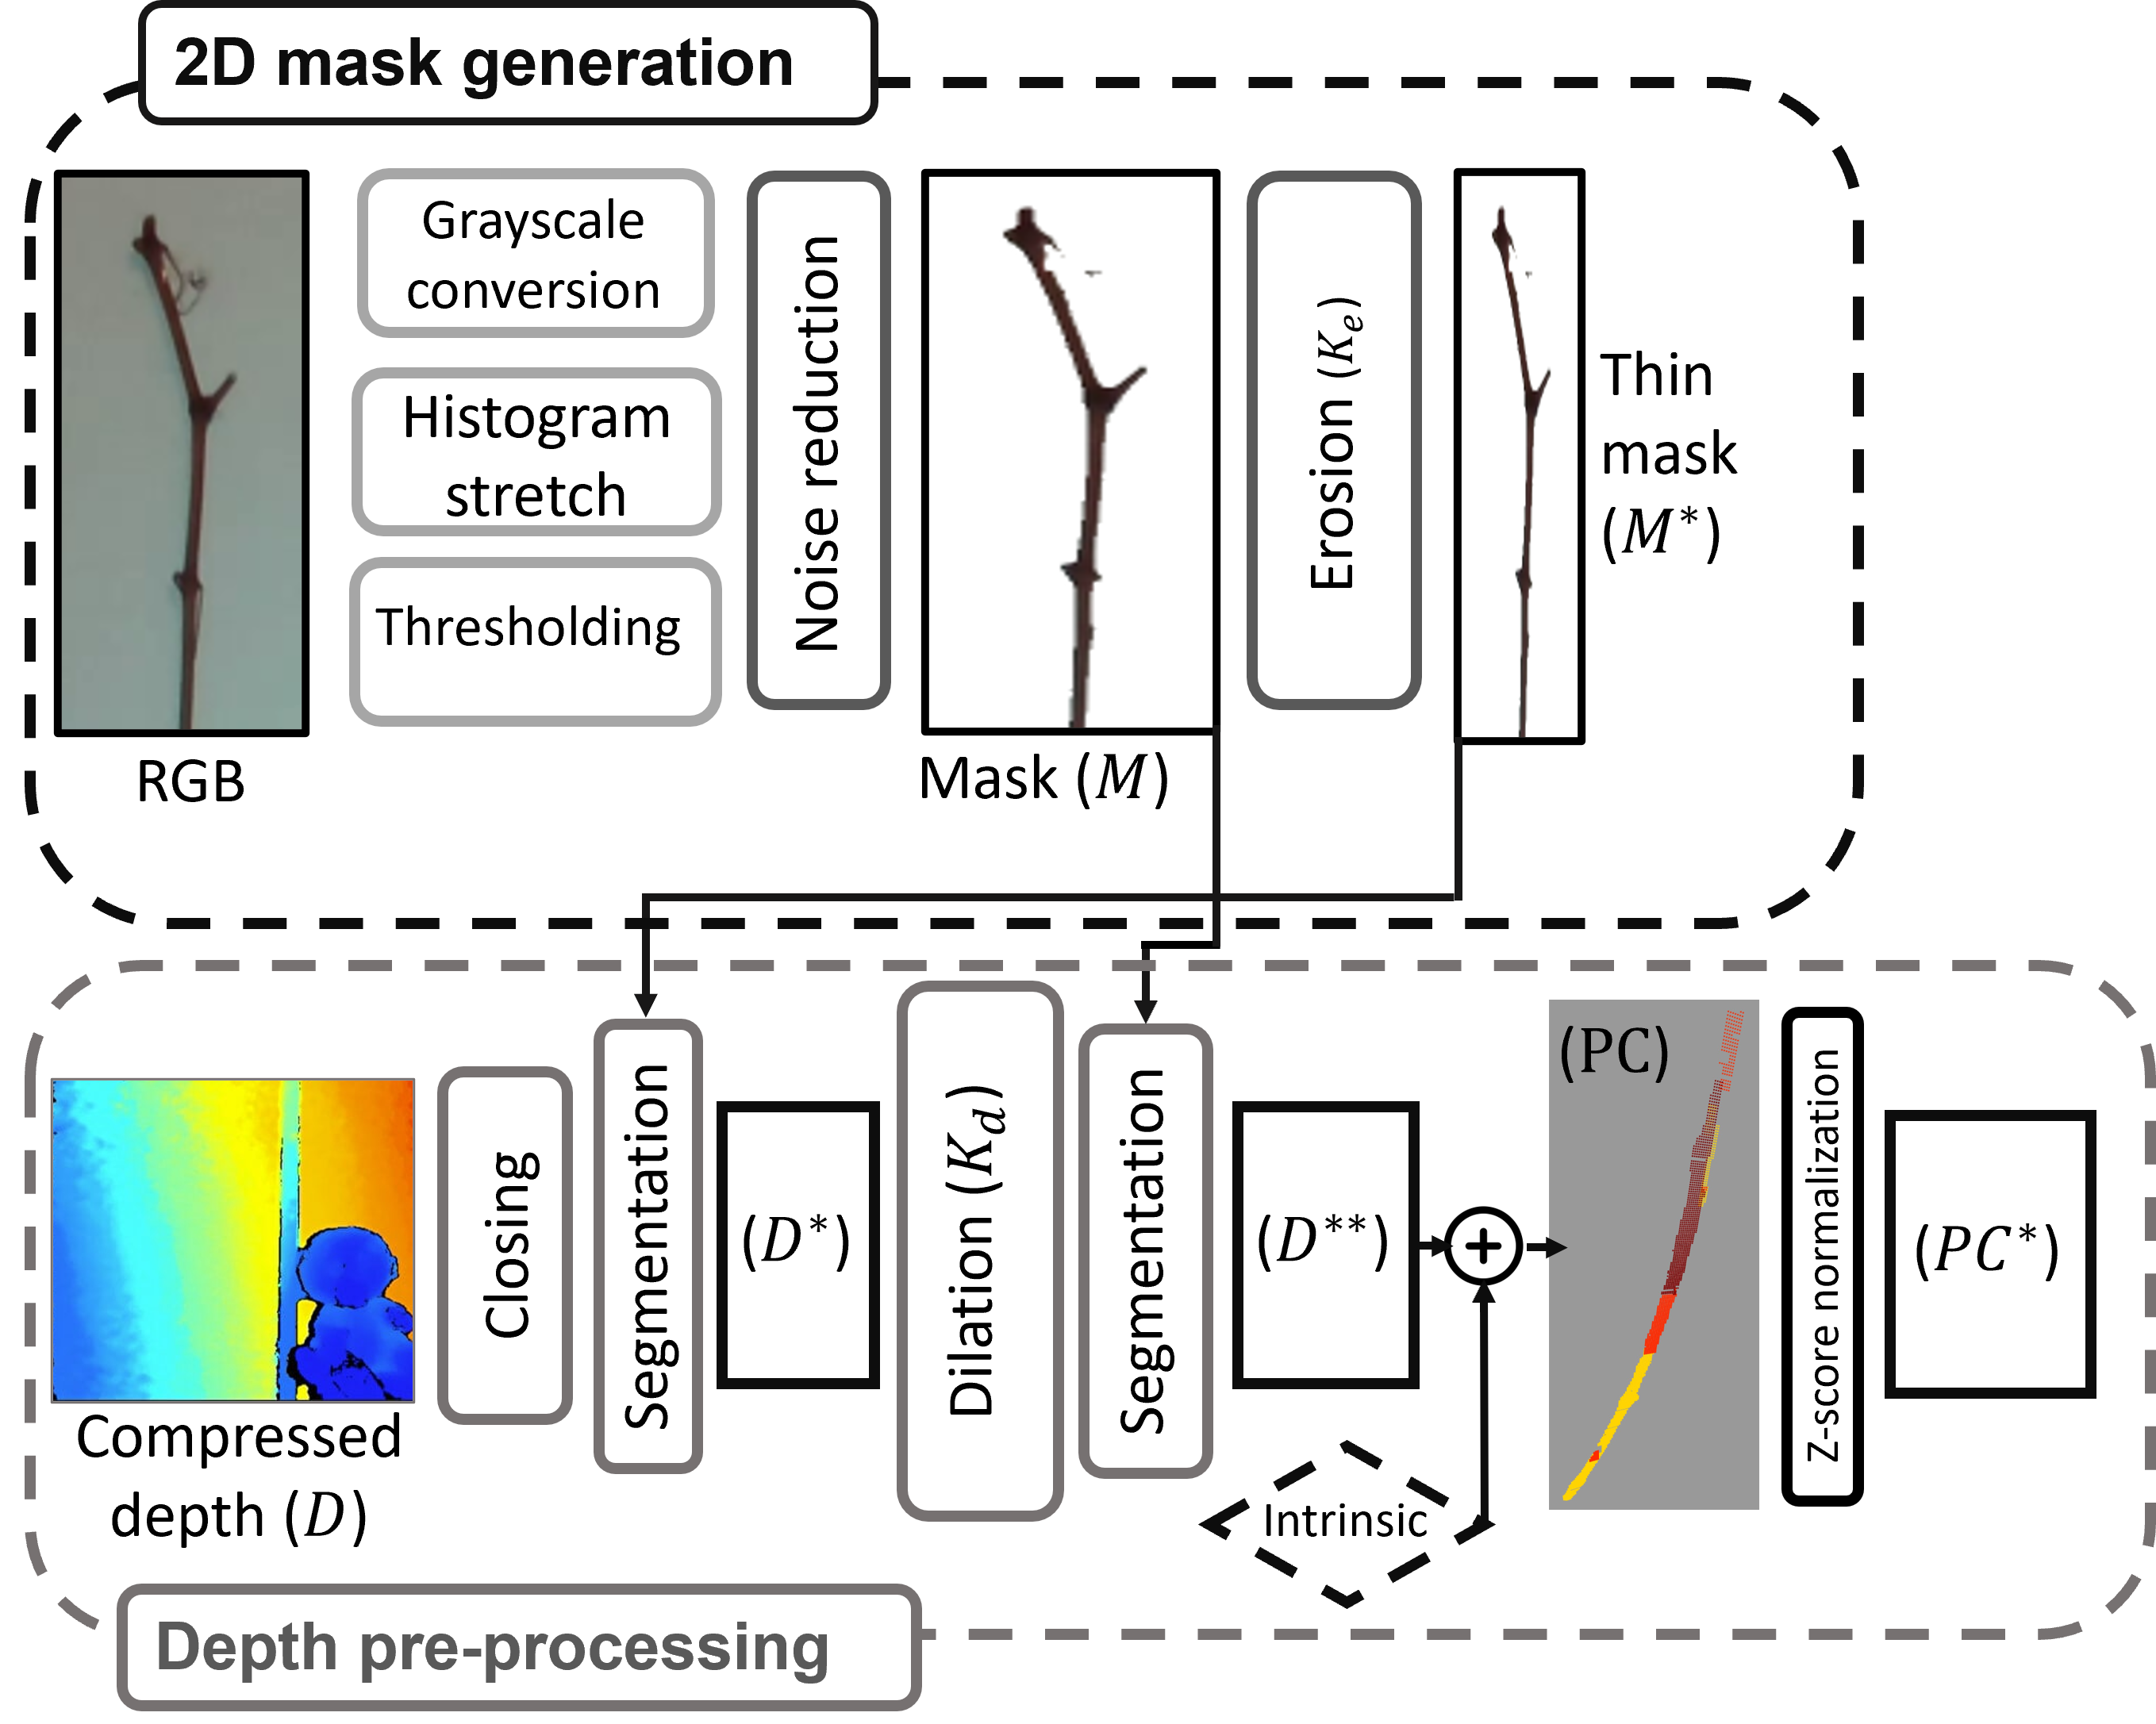 2D mask generation
Grayscale
conversion
Histogram
stretch
Thresholding
Noise reduction
Erosion (K_e)
Thin
mask
(M*)
RGB
Mask (M)
Compressed
depth (D)
Closing
Segmentation
(D*)
Dilation (K_d)
Segmentation
(D**)
+
Intrinsic
(PC)
Z-score normalization
(PC*)
Depth pre-processing